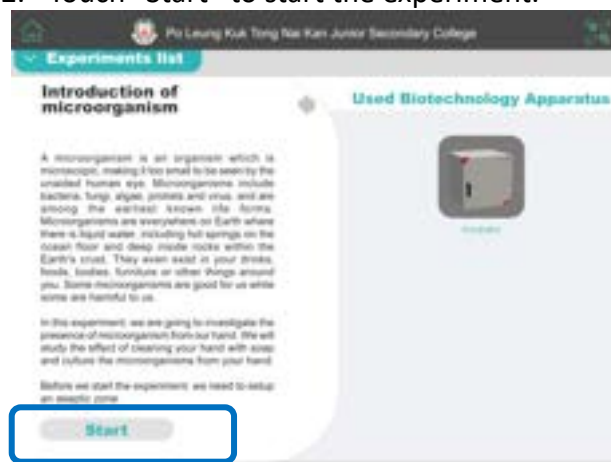 2. Touch "Start" to start the experiment.
Po Leung Kuk Tong Nai Kan Junior Secondary College
Experiments list
Introduction of
microorganism
Used Biotechnology Apparatus
A microorganism is an organism which is
microscopic, making it too small to be seen by the
unaided human eye. Microorganisms include
bacteria, fungi, algae, protists and virus, and are
among the earliest known life forms.
Microorganisms are everywhere on Earth where
there is liquid water, including hot springs on the
ocean floor and deep inside rocks within the
Earth's crust. They even exist in your drinks,
foods, bodies, furniture or other things around
you. Some microorganisms are good for us while
some are harmful to us.
Incubator
In this experiment, we are going to investigate the
presence of microorganism from our hand. We will
study the effect of cleaning your hand with soap
and culture the microorganisms from your hand.
Before we start the experiment, we need to setup
an aseptic zone
Start